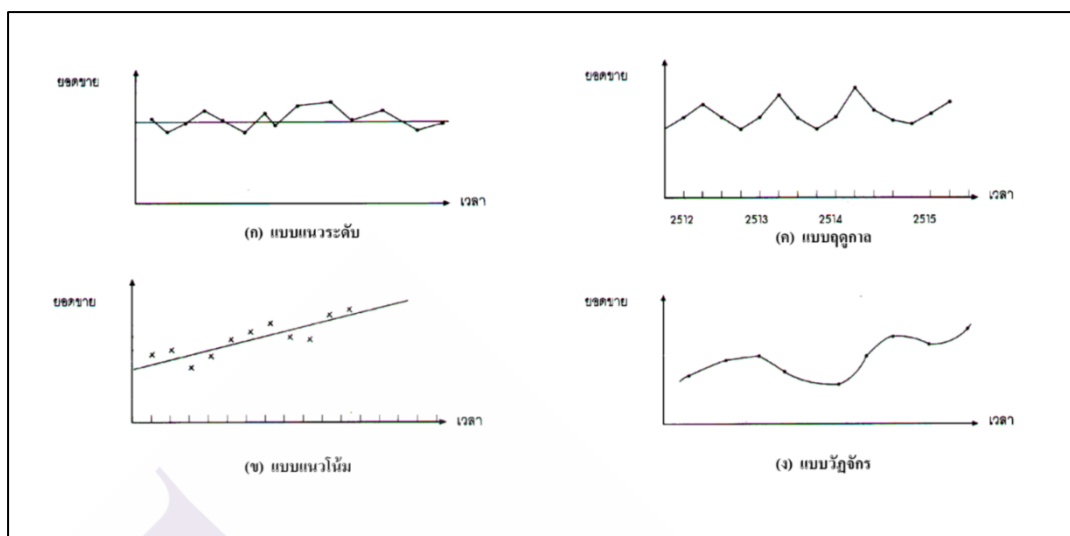 ยอดขาย
เวลา
(ก) แบบแนวระดับ
ยอดขาย
เวลา
2512 2513 2514 2515
(ค) แบบฤดูกาล
ยอดขาย
เวลา
(ข) แบบแนวโน้ม
ยอดขาย
เวลา
(ง) แบบวัฏจักร